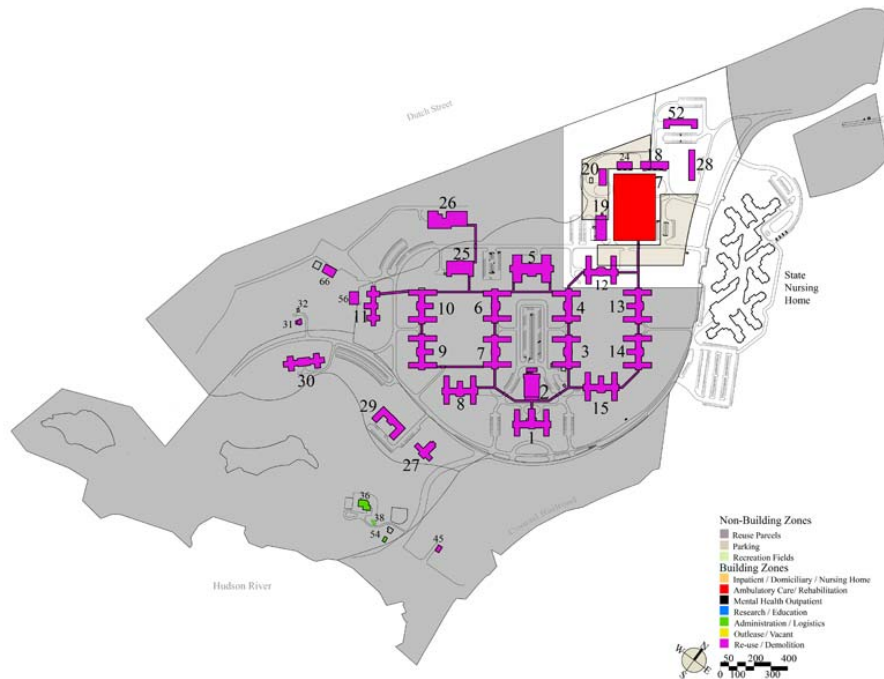 Dutch Street
52
24
18
28
20
7
19
26
25
5
12
State
Nursing
Home
66
56
11
10
6
4
13
32
31
9
7
3
14
30
8
2
15
29
1
27
36
38
54
45
Hudson River
Non-Building Zones
Reuse Parcels
Parking
Recreation Fields
Building Zones
Inpatient / Domiciliary / Nursing Home
Ambulatory Care/ Rehabilitation
Mental Health Outpatient
Research / Education
Administration / Logistics
Outlease/ Vacant
Re-use / Demolition
N
W
E
S
50 200 400
0 100 300